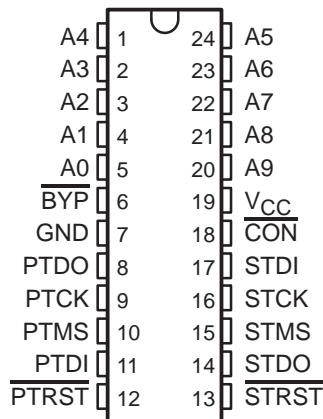 A4 1 24 A5
A3 2 23 A6
A2 3 22 A7
A1 4 21 A8
A0 5 20 A9
BYP 6 19 VCC
GND 7 18 CON
PTDO 8 17 STDI
PTCK 9 16 STCK
PTMS 10 15 STMS
PTDI 11 14 STDO
PTRST 12 13 STRST